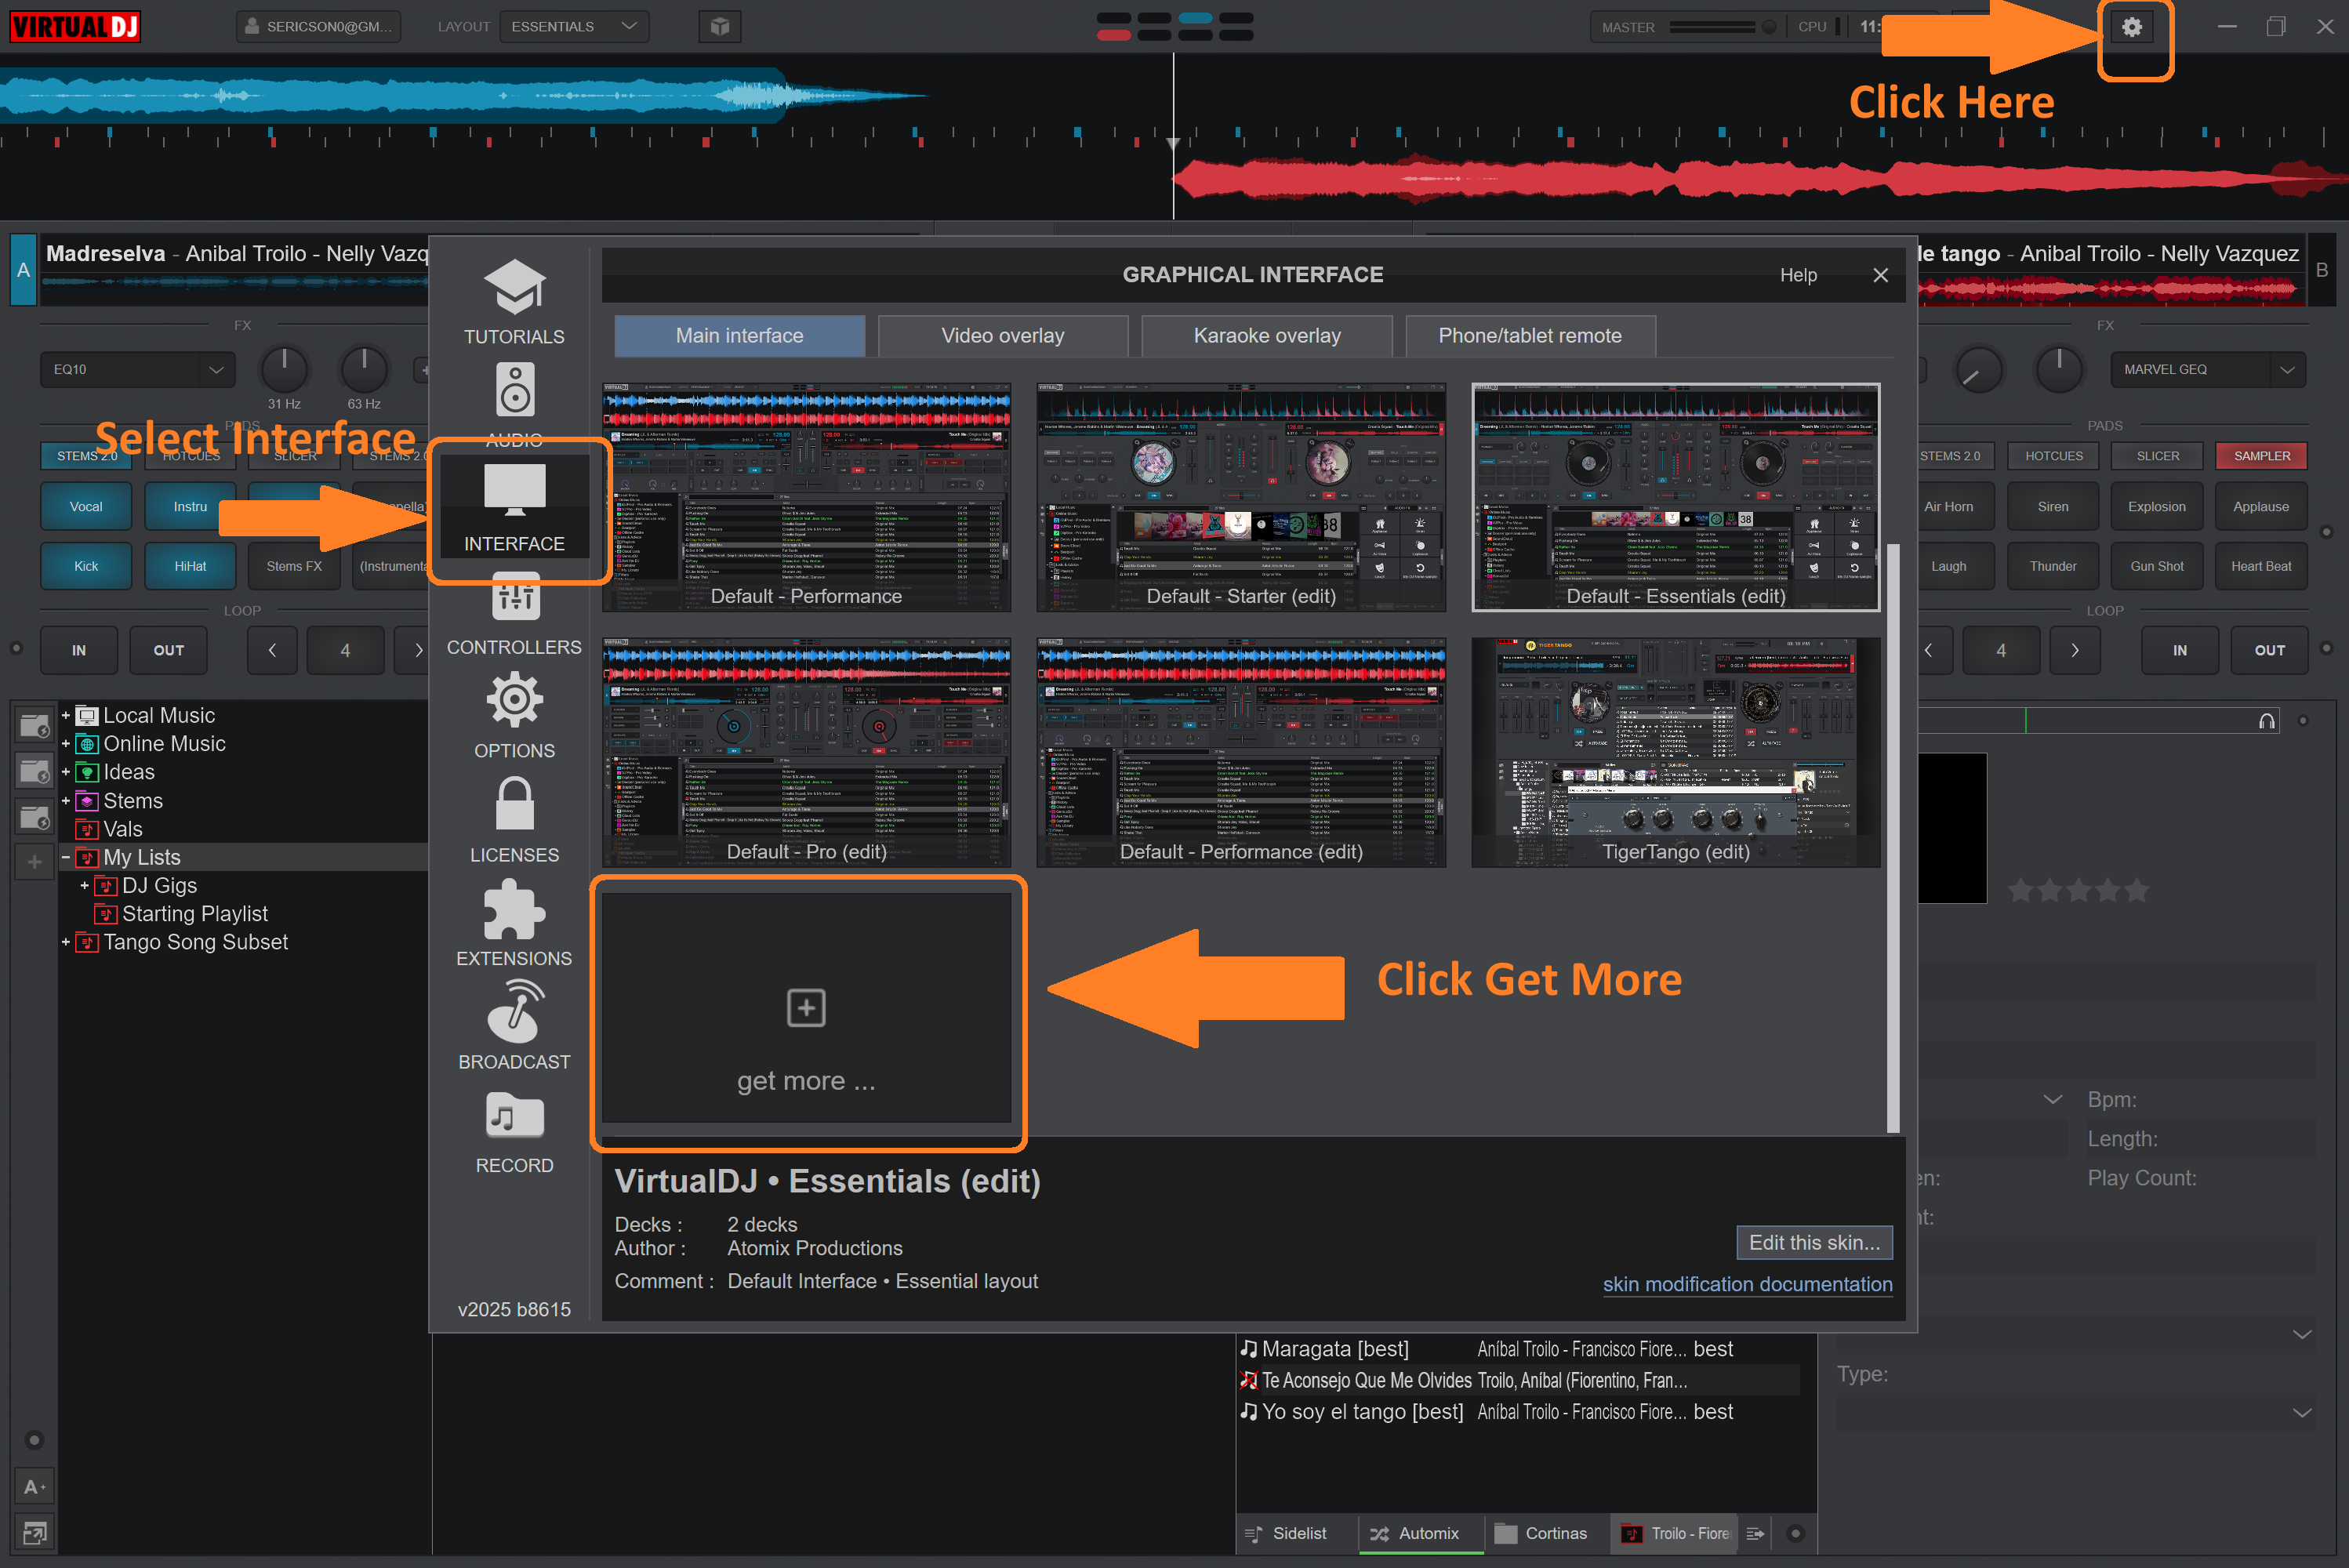 VIRTUAL DJ
SERICSON0@GM...
LAYOUT
ESSENTIALS
MASTER
CPU
Click Here
A
Madreselva - Anibal Troilo - Nelly
le tango - Anibal Troilo - Nelly Vazquez
B
GRAPHICAL INTERFACE
Help
Main interface
Video overlay
Karaoke overlay
Phone/tablet remote
TUTORIALS
AUDIO
INTERFACE
CONTROLLERS
OPTIONS
LICENSES
EXTENSIONS
BROADCAST
RECORD
v2025 b8615
FX
EQ10
31 Hz
63 Hz
Select Interface
PADS
STEMS 2.0
HOTCUES
SLICER
STEMS 2.0
Vocal
Instru
Kick
HiHat
Stems FX
(Instrumenta
LOOP
IN
OUT
4
Default - Performance
Default - Starter (edit)
Default - Essentials (edit)
Default - Pro (edit)
Default - Performance (edit)
TigerTango (edit)
get more ...
Click Get More
VirtualDJ • Essentials (edit)
Decks : 2 decks
Author : Atomix Productions
Comment : Default Interface • Essential layout
Edit this skin...
skin modification documentation
FX
MARVEL GEQ
PADS
STEMS 2.0
HOTCUES
SLICER
SAMPLER
Air Horn
Siren
Explosion
Applause
Laugh
Thunder
Gun Shot
Heart Beat
LOOP
4
IN
OUT
Local Music
Online Music
Ideas
Stems
Vals
My Lists
DJ Gigs
Starting Playlist
Tango Song Subset
A+
Bpm:
Length:
Play Count:
Type:
Maragata [best] Aníbal Troilo - Francisco Fiore... best
Te Aconsejo Que Me Olvides Troilo, Aníbal (Fiorentino, Fran...
Yo soy el tango [best] Aníbal Troilo - Francisco Fiore... best
Sidelist
Automix
Cortinas
Troilo - Fiore